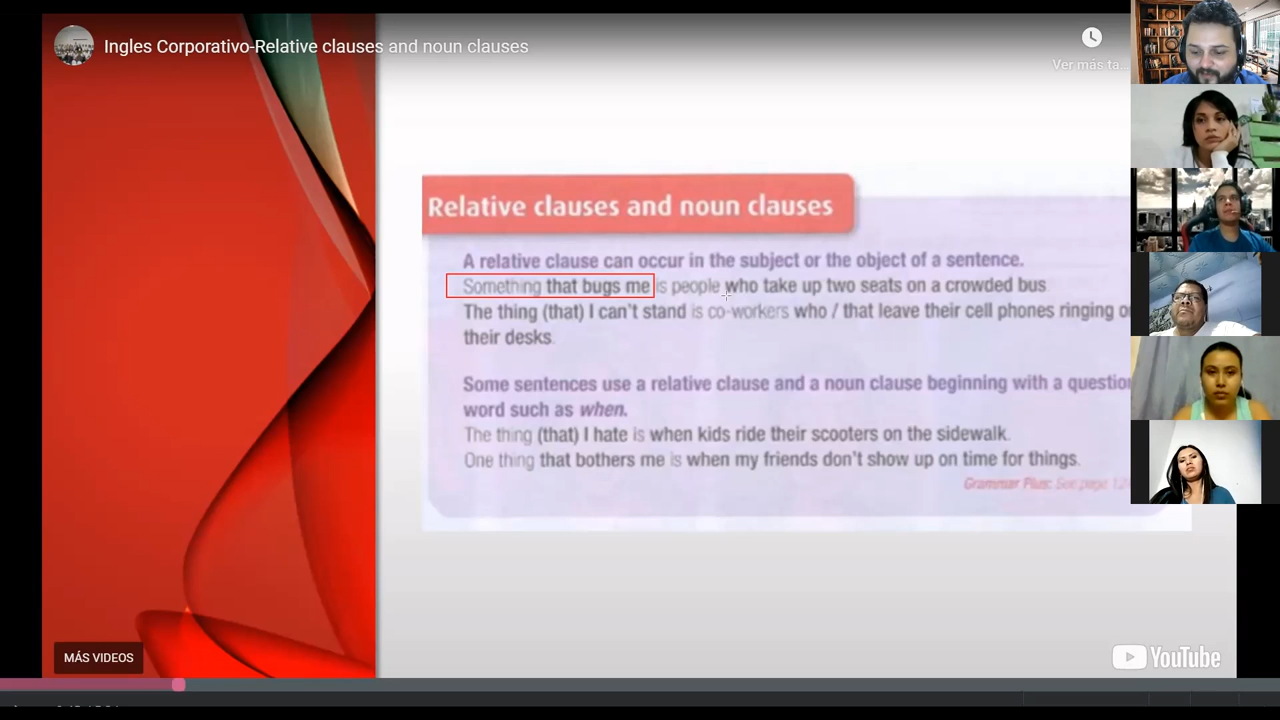 Ingles Corporativo-Relative clauses and noun clauses
Ver más ta...
Relative clauses and noun clauses
A relative clause can occur in the subject or the object of a sentence.
Something that bugs me is people who take up two seats on a crowded bus
The thing (that) I can't stand is co-workers who / that leave their cell phones ringing
their desks.
Some sentences use a relative clause and a noun clause beginning with a question
word such as when.
The thing (that) I hate is when kids ride their scooters on the sidewalk.
One thing that bothers me is when my friends don't show up on time for things.
Grammar Plus: See page
MÁS VIDEOS
YouTube